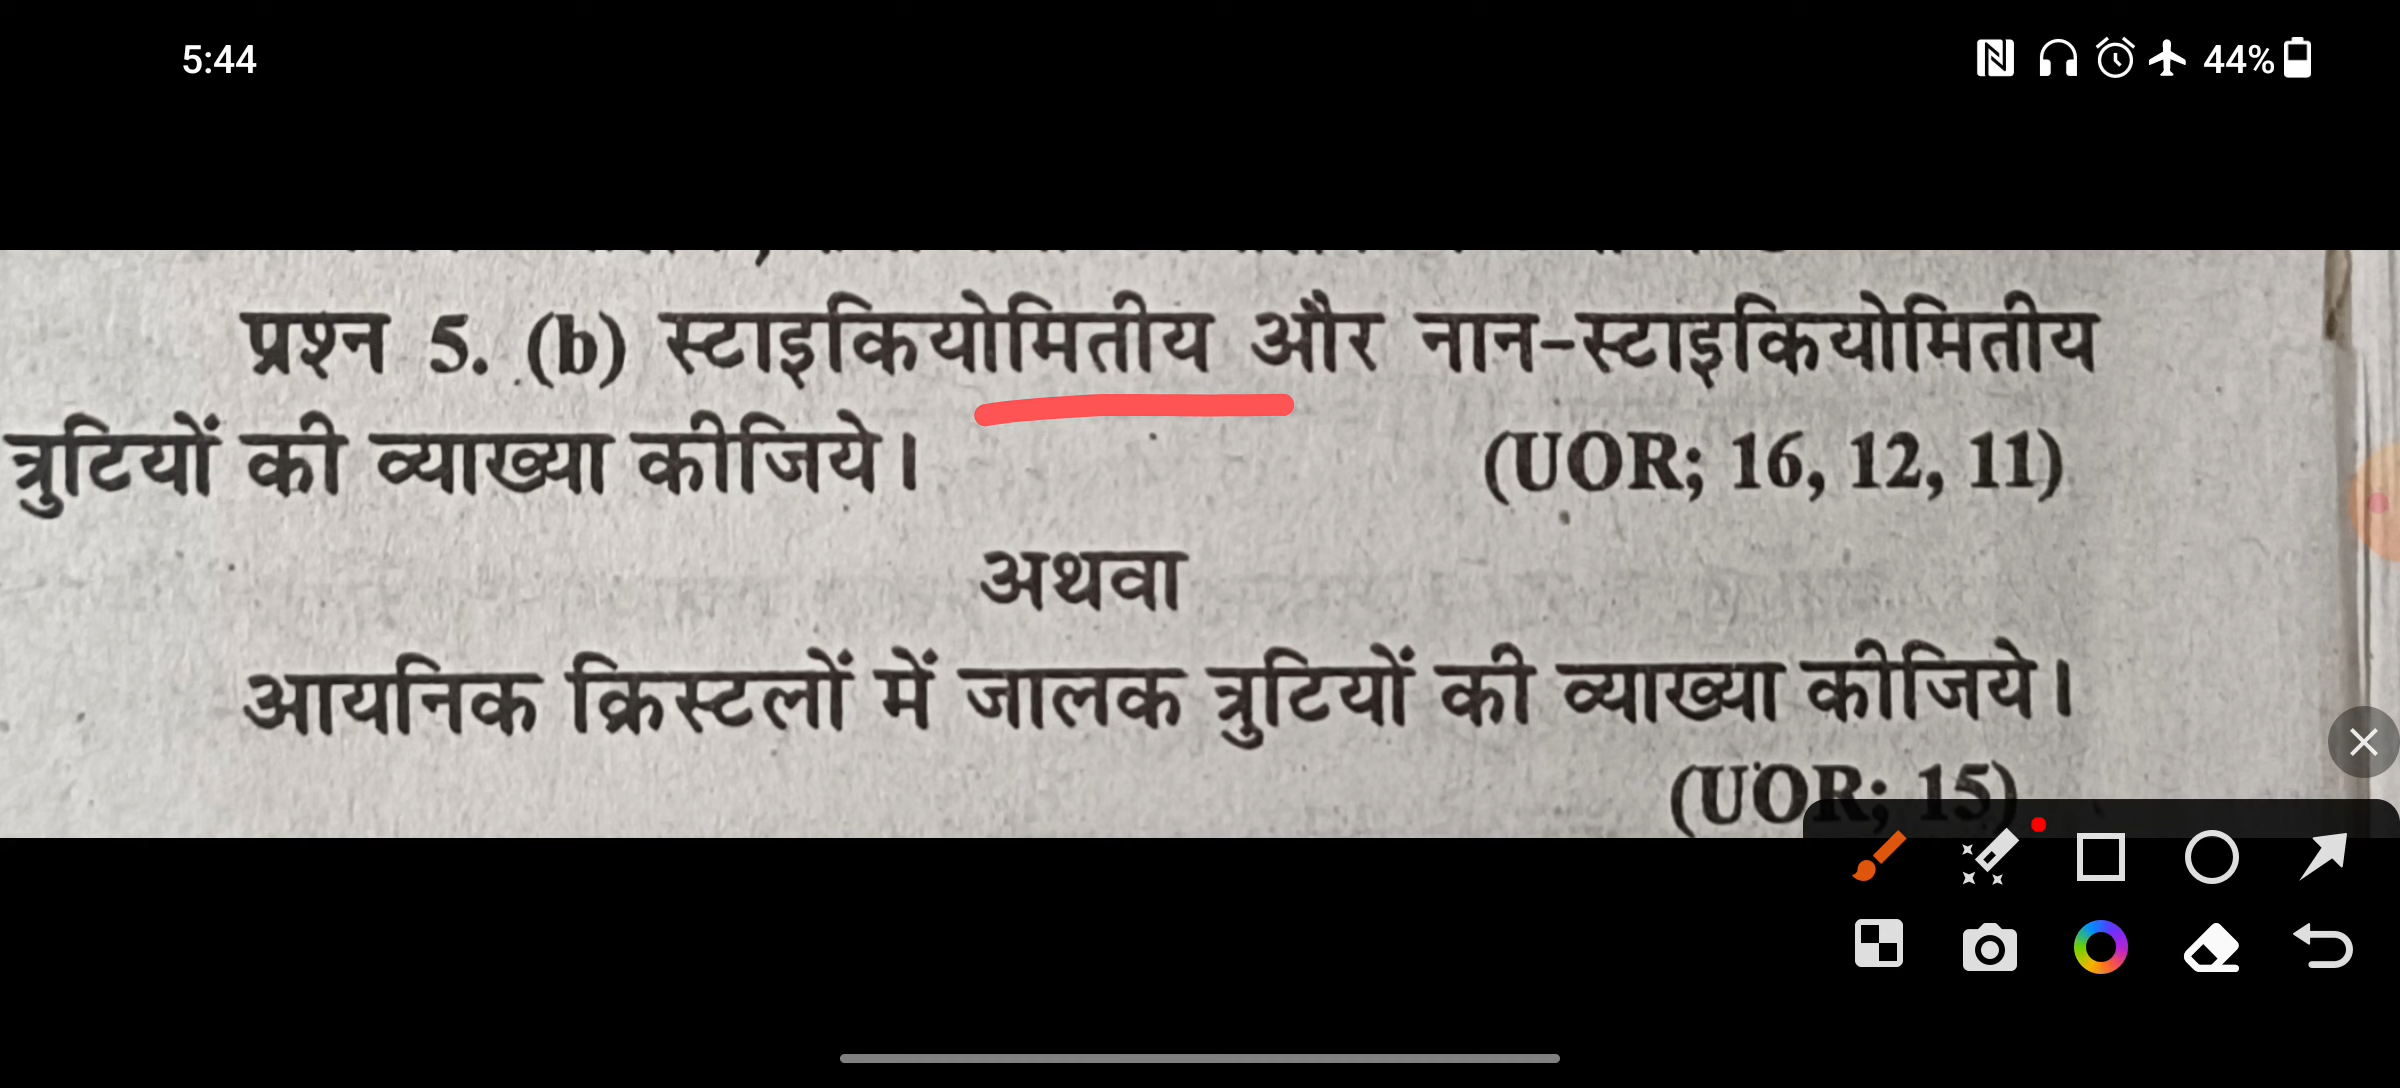 5:44
44%
प्रश्न 5. (b) स्टाइकियोमितीय और नान-स्टाइकियोमितीय
त्रुटियों की व्याख्या कीजिये।
(UOR; 16, 12, 11)
अथवा
आयनिक क्रिस्टलों में जालक त्रुटियों की व्याख्या कीजिये।
(UOR; 15)